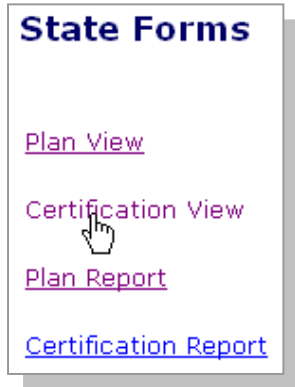 State Forms
Plan View
Certification View
Plan Report
Certification Report